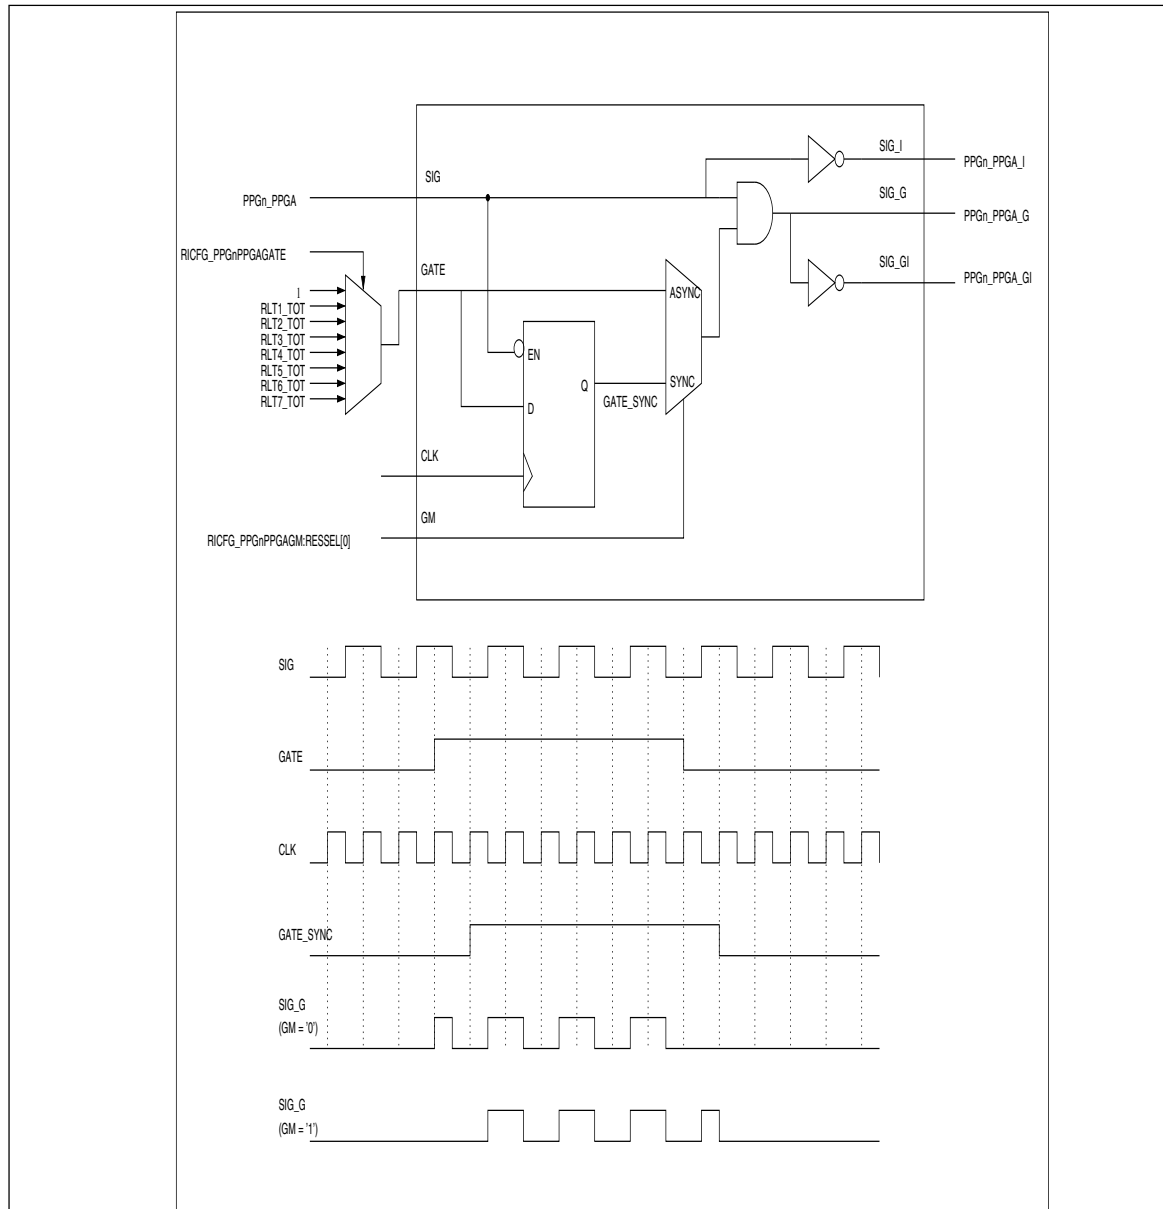 SIG
SIG_I
PPGn_PPGA_I
PPGn_PPGA
SIG_G
PPGn_PPGA_G
RICFG_PPGnPPGAGATE
GATE
SIG_GI
PPGn_PPGA_GI
1
RLT1_TOT
RLT2_TOT
RLT3_TOT
RLT4_TOT
RLT5_TOT
RLT6_TOT
RLT7_TOT
ASYNC
EN
Q
SYNC
D
GATE_SYNC
CLK
GM
RICFG_PPGnPPGAGM:RESSEL[0]
SIG
GATE
CLK
GATE_SYNC
SIG_G
(GM = '0')
SIG_G
(GM = '1')